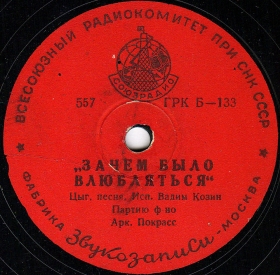 ВСЕСОЮЗНЫЙ РАДИОКОМИТЕТ ПРИ СНК СССР
СОЮЗРАДИО
557 ГРК Б—133
„ЗАЧЕМ БЫЛО
ВЛЮБЛЯТЬСЯ"
Цыг. песня. Исп. Вадим Козин
Партию ф-но
Арк. Покрасс
ФАБРИКА Звукозаписи — МОСКВА